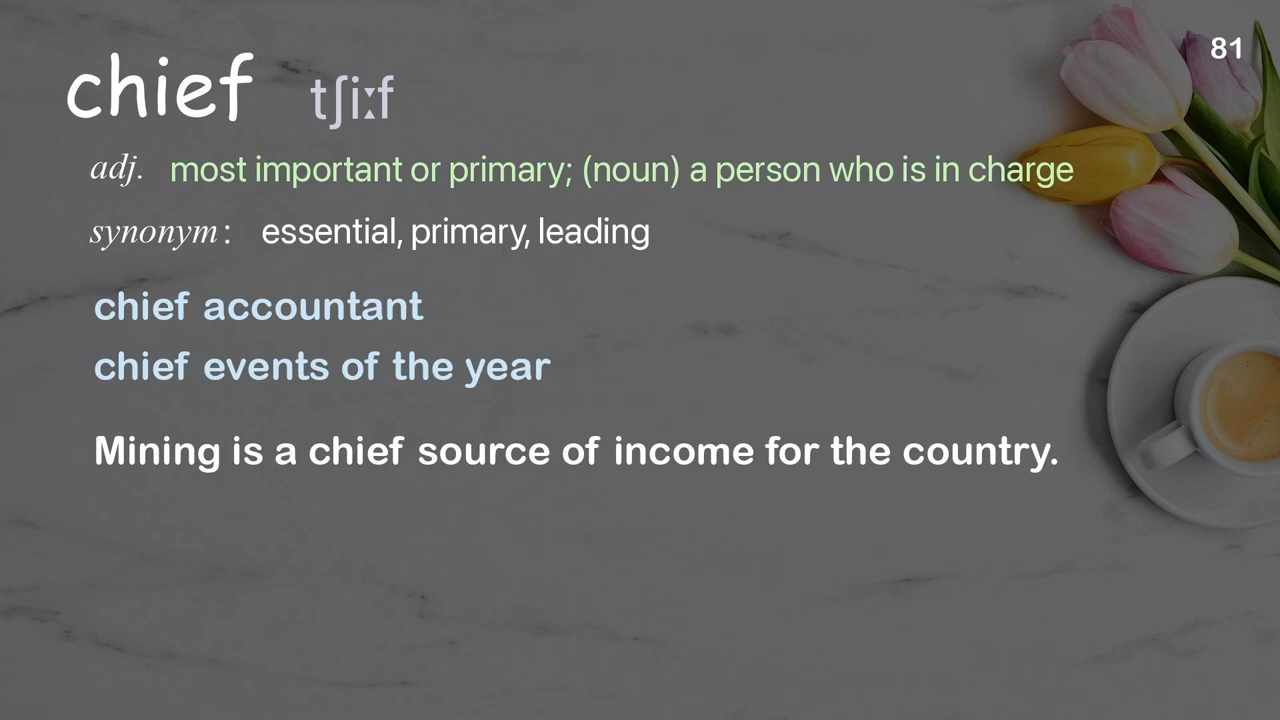 81
chief tʃiːf
adj. most important or primary; (noun) a person who is in charge
synonym: essential, primary, leading
chief accountant
chief events of the year
Mining is a chief source of income for the country.